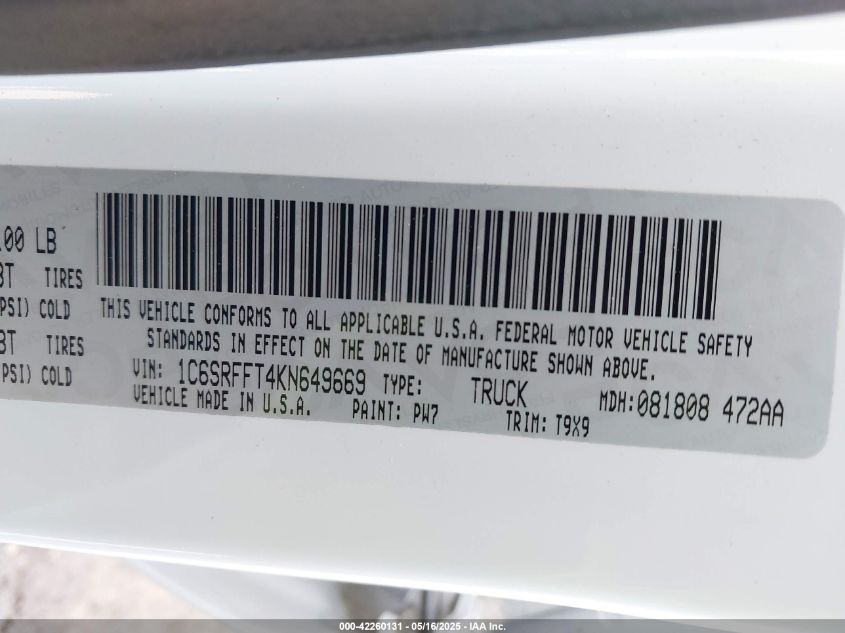 .00 LB
3T TIRES
PSI) COLD
3T TIRES
PSI) COLD
THIS VEHICLE CONFORMS TO ALL APPLICABLE U.S.A. FEDERAL MOTOR VEHICLE SAFETY
STANDARDS IN EFFECT ON THE DATE OF MANUFACTURE SHOWN ABOVE.
VIN: 1C6SRFFT4KN649669 TYPE: TRUCK MDH:081808 472AA
VEHICLE MADE IN U.S.A. PAINT: PW7 TRIM: T9X9
000-42260131 - 05/16/2025 - IAA Inc.